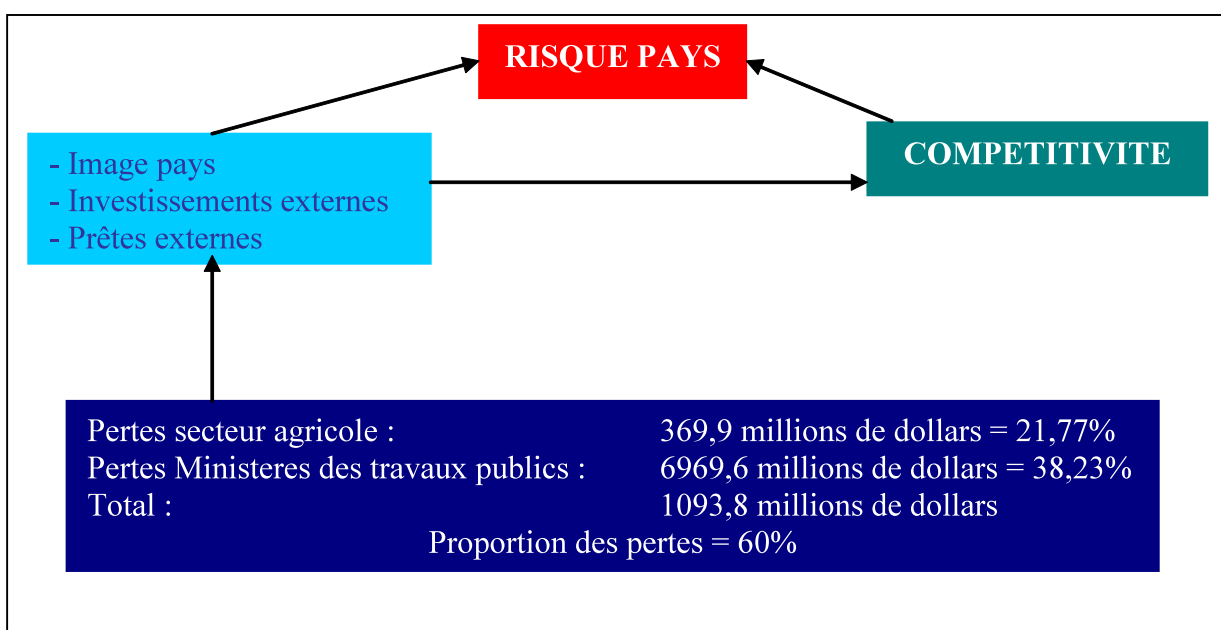 RISQUE PAYS
COMPETITIVITE
- Image pays
- Investissements externes
- Prêtes externes
Pertes secteur agricole : 369,9 millions de dollars = 21,77%
Pertes Ministeres des travaux publics : 6969,6 millions de dollars = 38,23%
Total : 1093,8 millions de dollars
Proportion des pertes = 60%